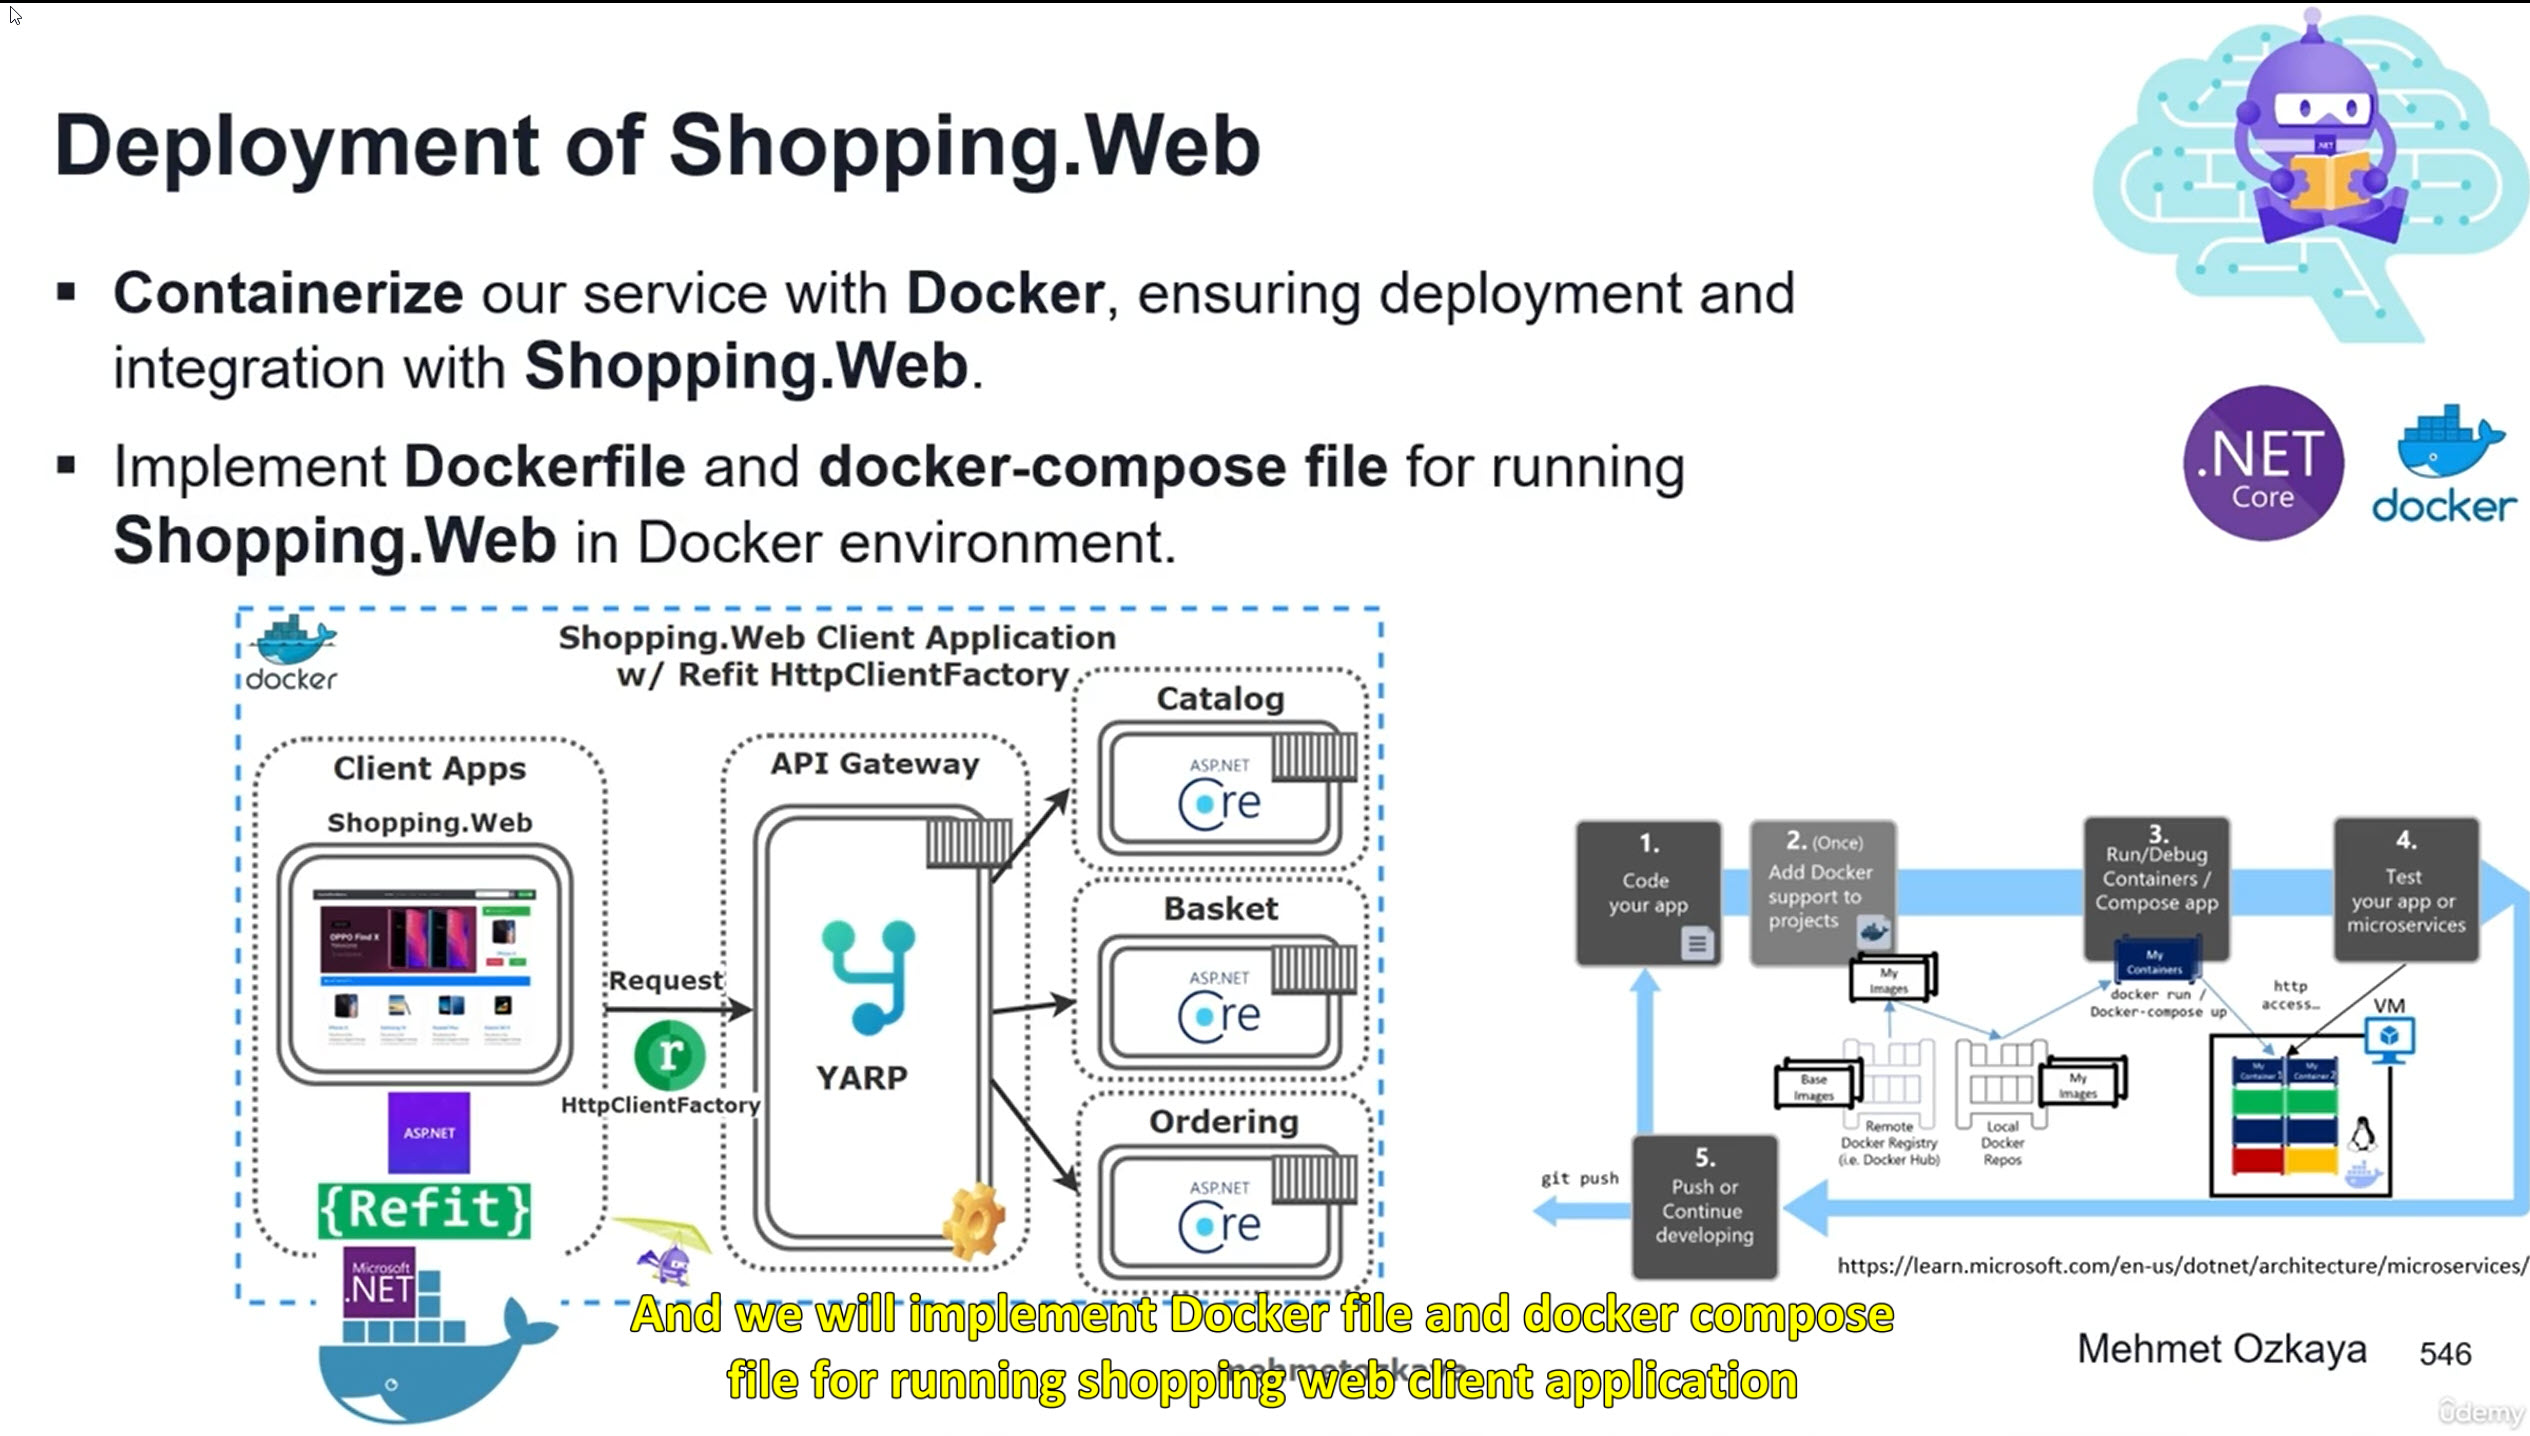 Deployment of Shopping.Web
.NET
▪ Containerize our service with Docker, ensuring deployment and
integration with Shopping.Web.
▪ Implement Dockerfile and docker-compose file for running
Shopping.Web in Docker environment.
.NET
Core
docker
docker
Shopping.Web Client Application
w/ Refit HttpClientFactory
Client Apps
Shopping.Web
OPPO Find X
ASP.NET
{Refit}
Microsoft
.NET
Request
r
HttpClientFactory
API Gateway
YARP
Catalog
ASP.NET
Core
Basket
ASP.NET
Core
Ordering
ASP.NET
Core
1.
Code
your app
2. (Once)
Add Docker
support to
projects
3.
Run/Debug
Containers /
Compose app
4.
Test
your app or
microservices
My
Images
My
Containers
docker run /
Docker-compose up
http
access…
VM
Base
Images
Remote
Docker Registry
(i.e. Docker Hub)
Local
Docker
Repos
My
Images
My
Container 1
My
Container 2
5.
Push or
Continue
developing
git push
https://learn.microsoft.com/en-us/dotnet/architecture/microservices/
And we will implement Docker file and docker compose
file for running shopping web client application
mehmetozkaya
Mehmet Ozkaya 546
ûdemy